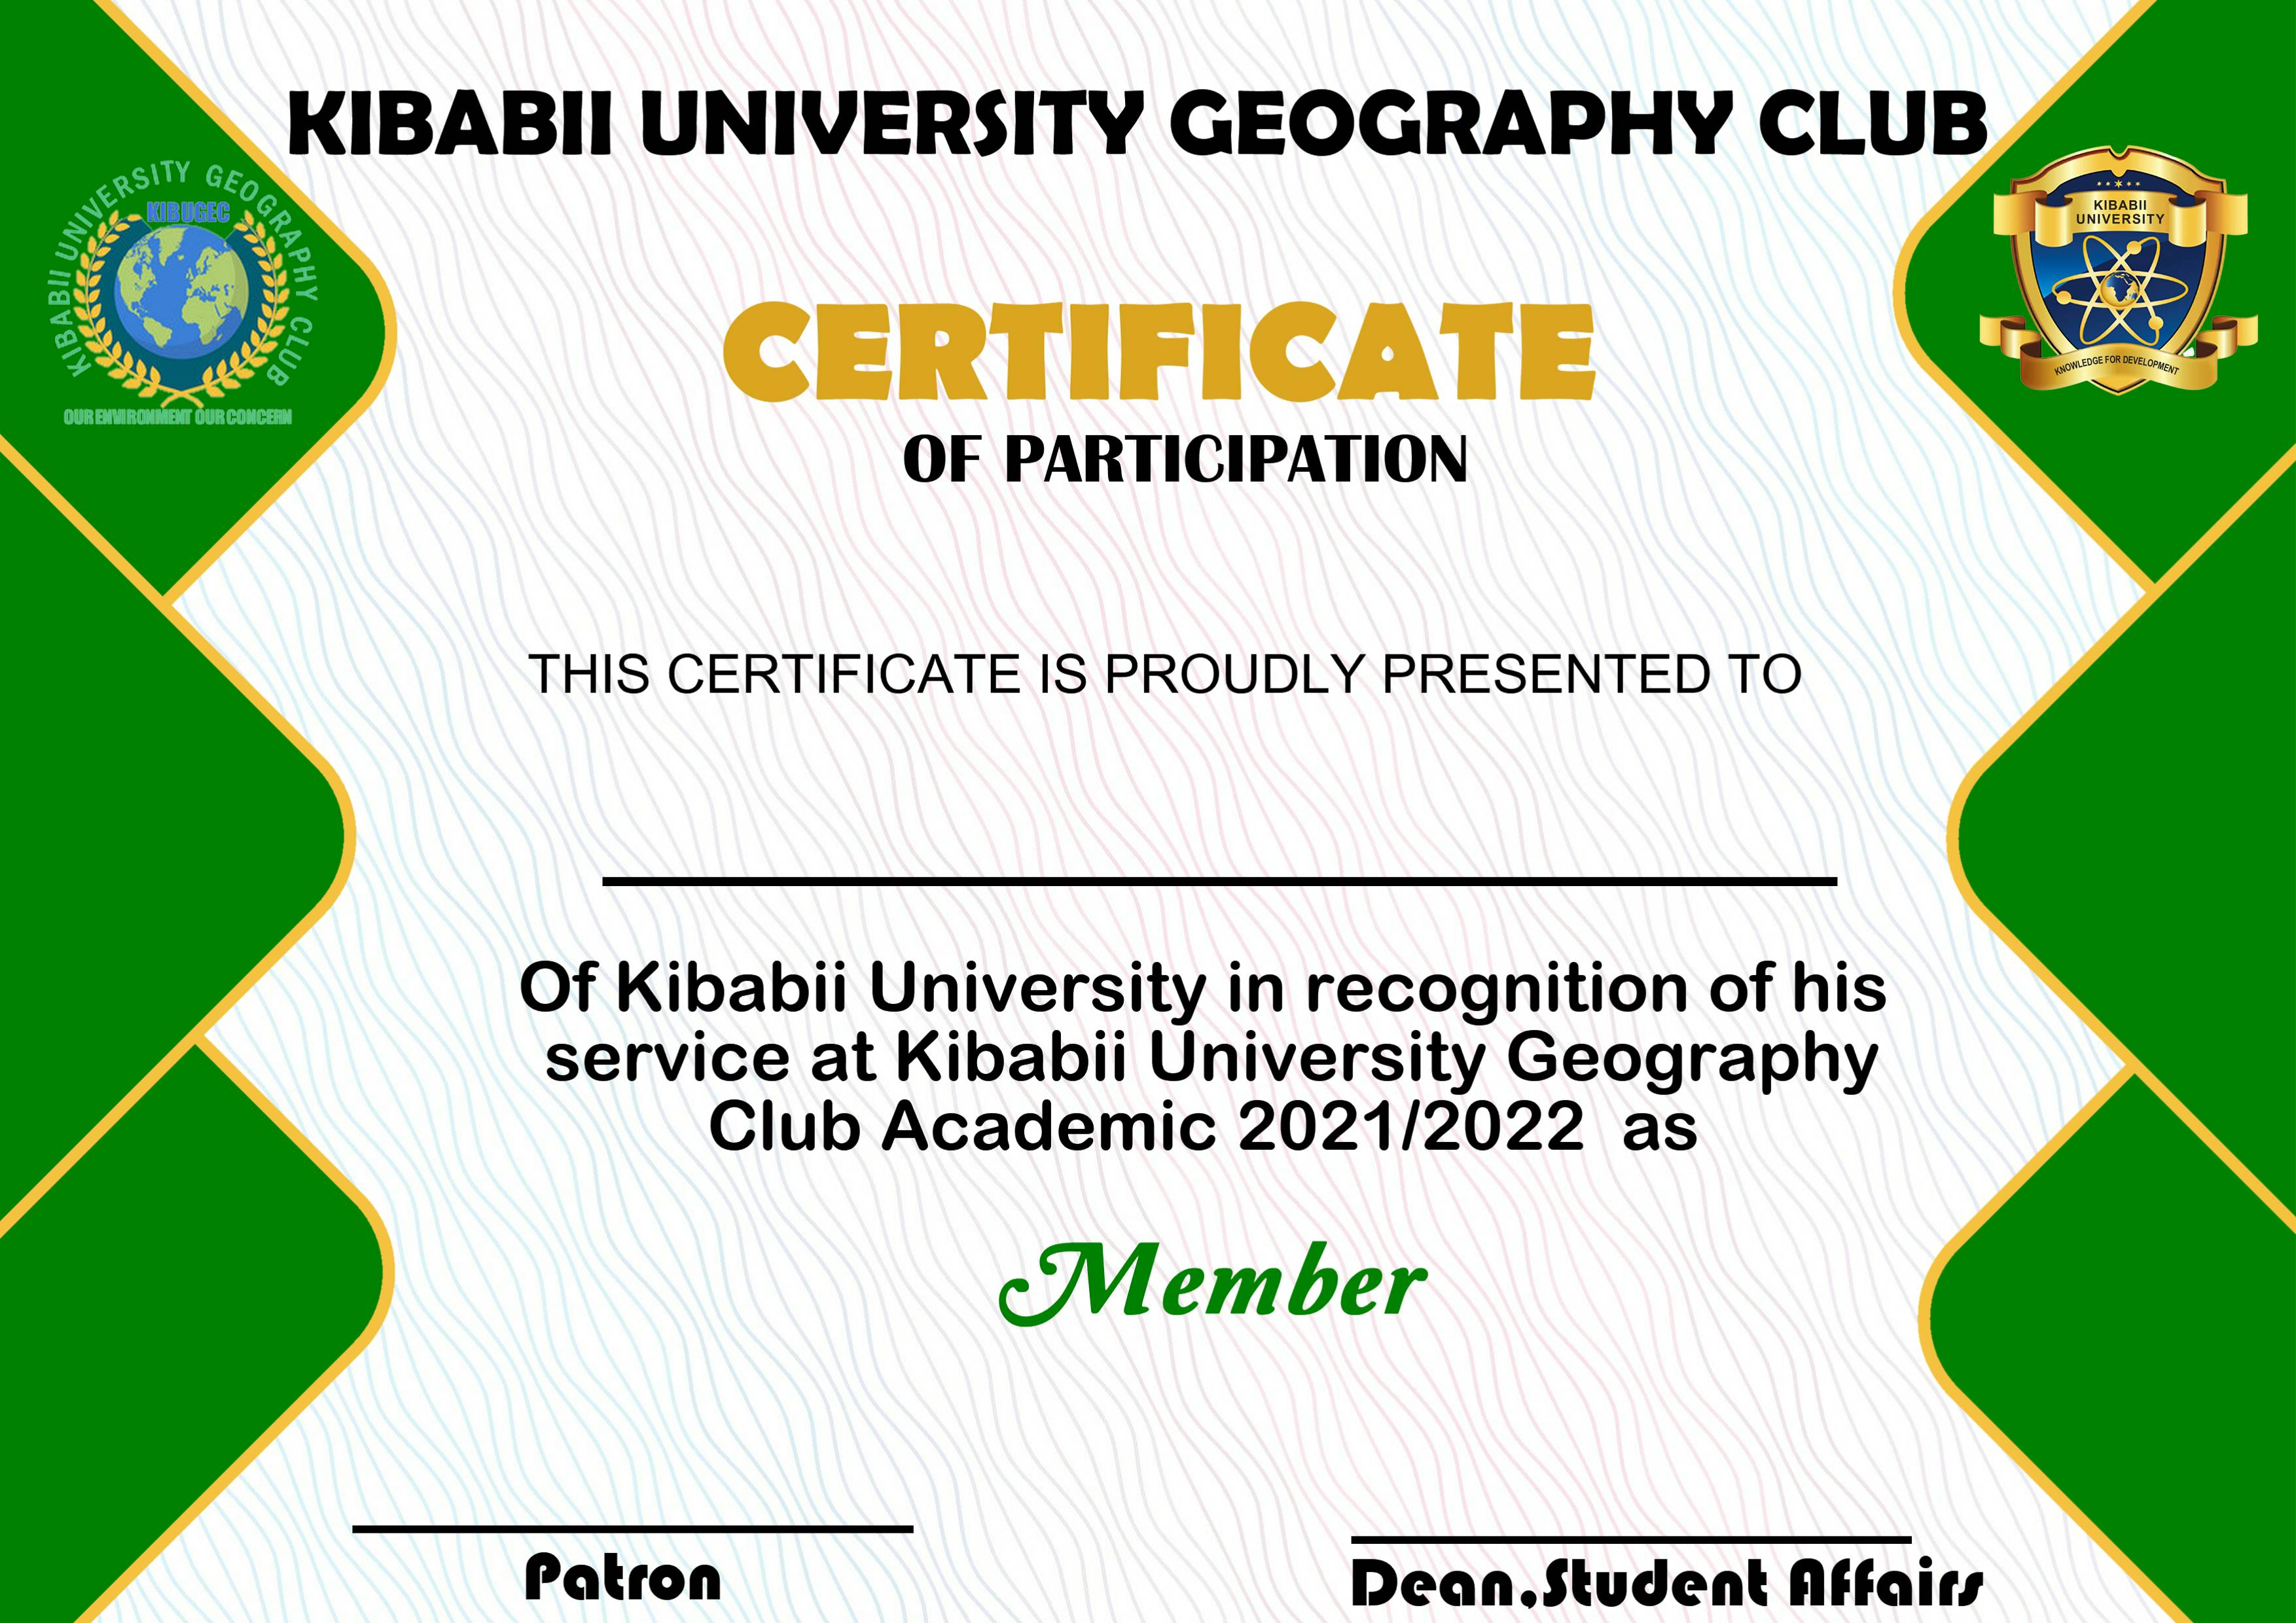 KIBABII UNIVERSITY GEOGRAPHY CLUB
KIBABII UNIVERSITY GEOGRAPHY CLUB
KIBUGEC
OUR ENVIRONMENT OUR CONCERN
KIBABII
UNIVERSITY
KNOWLEDGE FOR DEVELOPMENT
CERTIFICATE
OF PARTICIPATION
THIS CERTIFICATE IS PROUDLY PRESENTED TO
Of Kibabii University in recognition of his
service at Kibabii University Geography
Club Academic 2021/2022 as
Member
Patron
Dean,Student Affairs